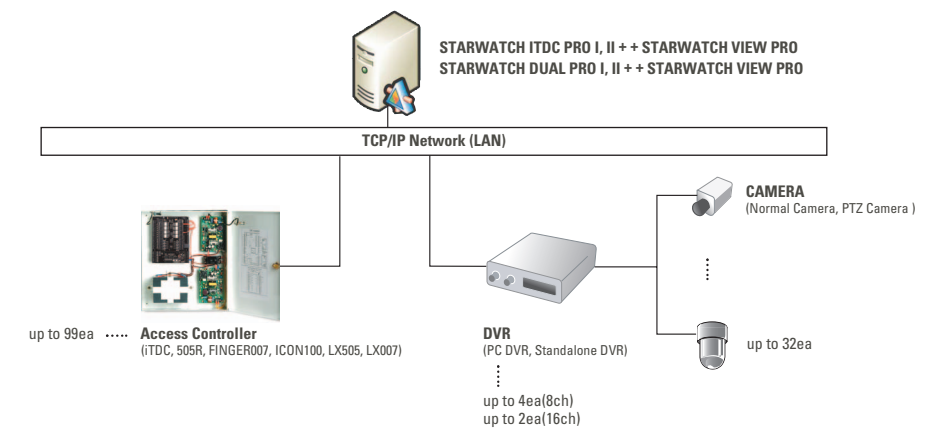 STARWATCH ITDC PRO I, II + + STARWATCH VIEW PRO
STARWATCH DUAL PRO I, II + + STARWATCH VIEW PRO
TCP/IP Network (LAN)
CAMERA
(Normal Camera, PTZ Camera )
up to 99ea
Access Controller
(iTDC, 505R, FINGER007, ICON100, LX505, LX007)
DVR
(PC DVR, Standalone DVR)
up to 32ea
up to 4ea(8ch)
up to 2ea(16ch)